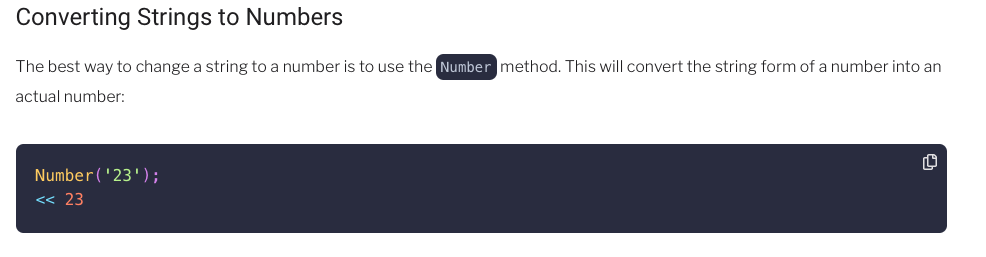 Converting Strings to Numbers
The best way to change a string to a number is to use the Number method. This will convert the string form of a number into an
actual number:
Number('23');
<< 23